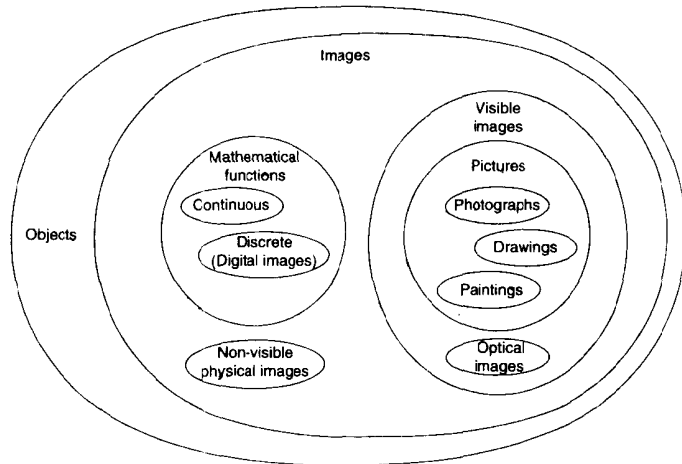 Images
Visible
images
Mathematical
functions
Pictures
Continuous
Photographs
Objects
Discrete
(Digital images)
Drawings
Paintings
Non-visible
physical images
Optical
images